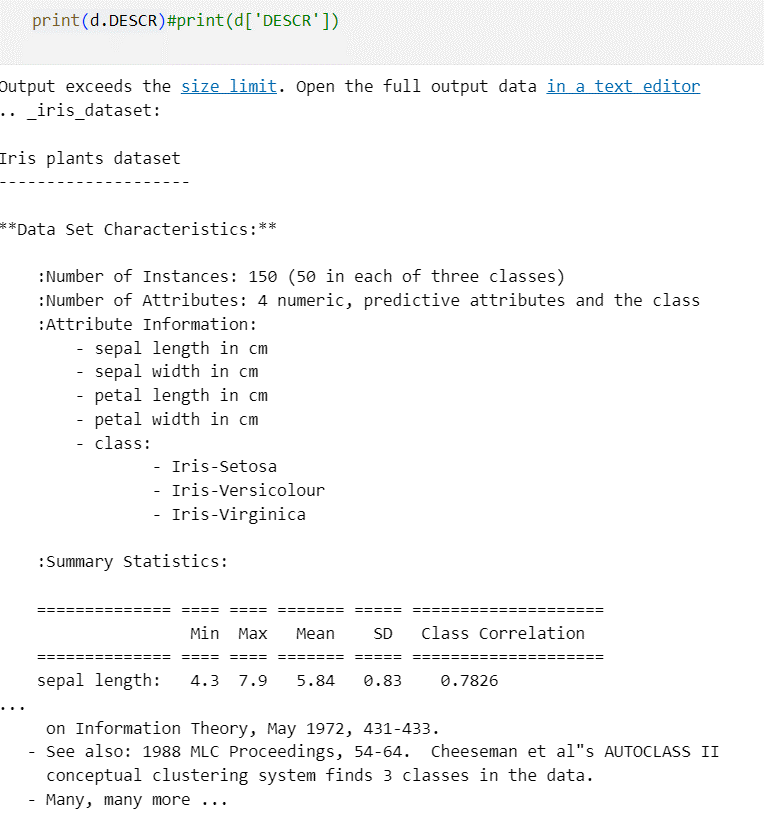 print(d.DESCR)#print(d['DESCR'])
Output exceeds the size limit. Open the full output data in a text editor
.. _iris_dataset:
Iris plants dataset
--------------------
**Data Set Characteristics:**
:Number of Instances: 150 (50 in each of three classes)
:Number of Attributes: 4 numeric, predictive attributes and the class
:Attribute Information:
- sepal length in cm
- sepal width in cm
- petal length in cm
- petal width in cm
- class:
- Iris-Setosa
- Iris-Versicolour
- Iris-Virginica
:Summary Statistics:
============== ==== ==== ======= ===== ====================
Min Max Mean SD Class Correlation
============== ==== ==== ======= ===== ====================
sepal length: 4.3 7.9 5.84 0.83 0.7826
...
on Information Theory, May 1972, 431-433.
- See also: 1988 MLC Proceedings, 54-64. Cheeseman et al"s AUTOCLASS II
conceptual clustering system finds 3 classes in the data.
- Many, many more ...